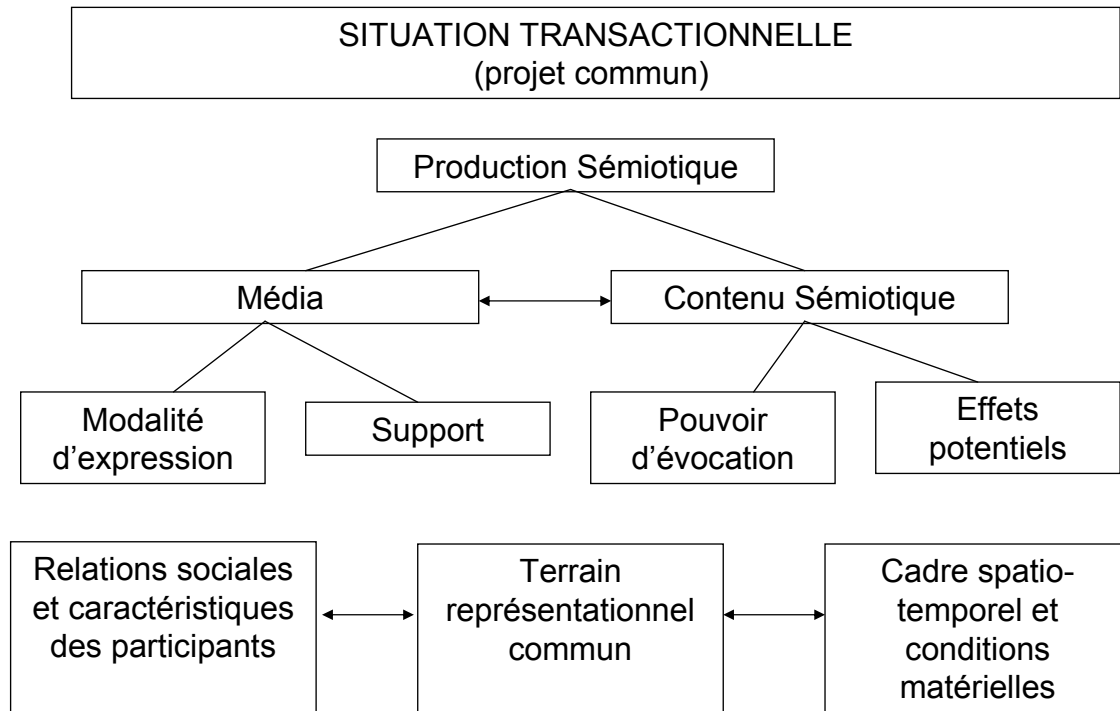 SITUATION TRANSACTIONNELLE
(projet commun)
Production Sémiotique
Média
Contenu Sémiotique
Modalité
d’expression
Support
Pouvoir
d’évocation
Effets
potentiels
Relations sociales
et caractéristiques
des participants
Terrain
représentationnel
commun
Cadre spatio-
temporel et
conditions
matérielles